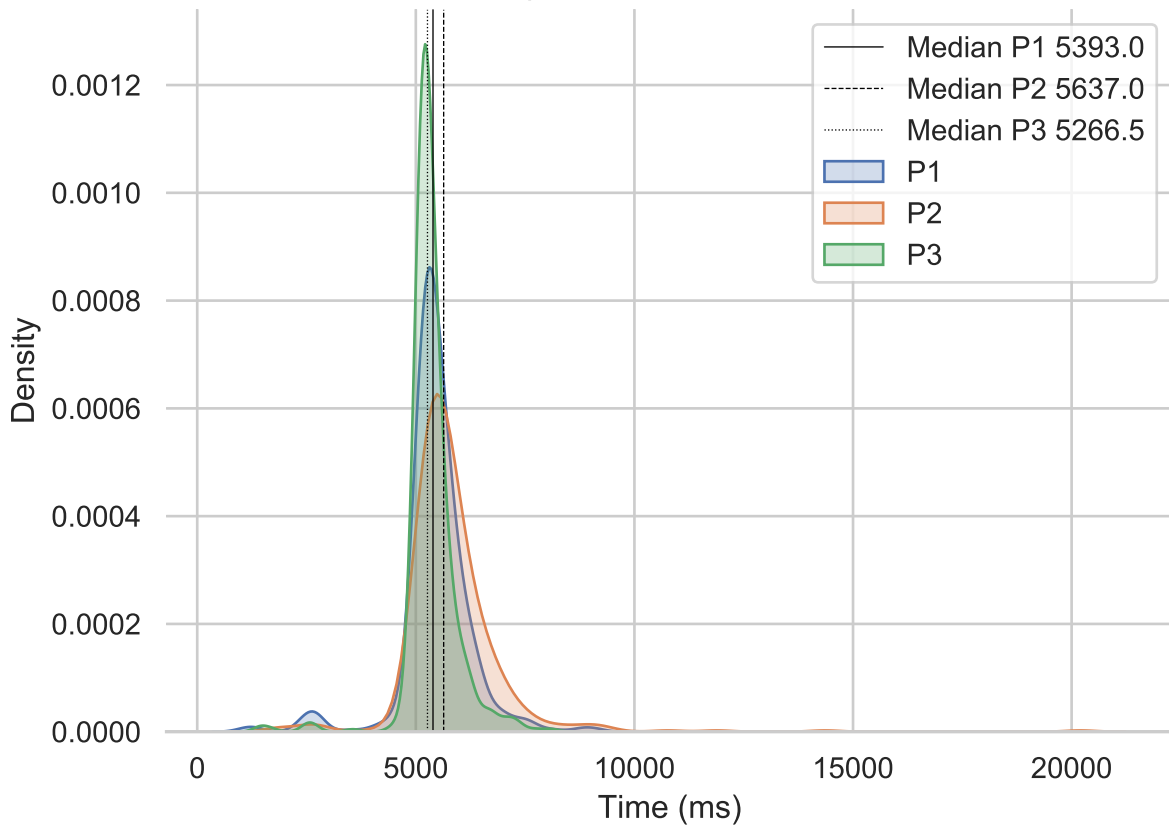 Median P1 5393.0
Median P2 5637.0
Median P3 5266.5
P1
P2
P3
0.0012
0.0010
0.0008
0.0006
0.0004
0.0002
0.0000
Density
0
5000
10000
15000
20000
Time (ms)